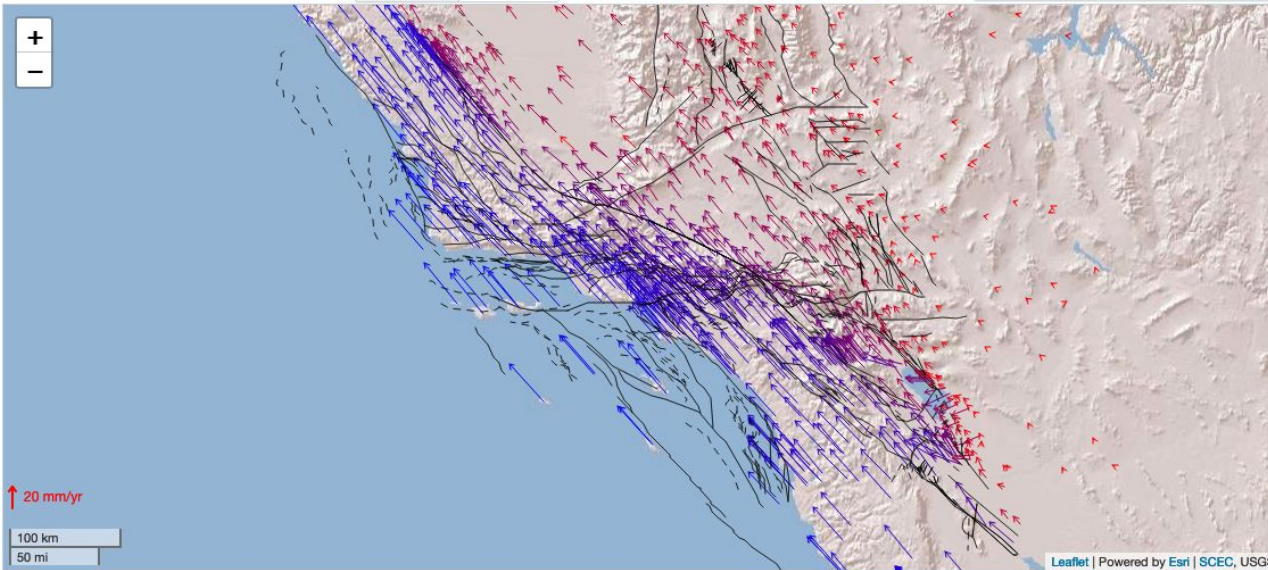 +
−
20 mm/yr
100 km
50 mi
Leaflet | Powered by Esri | SCEC, USGS